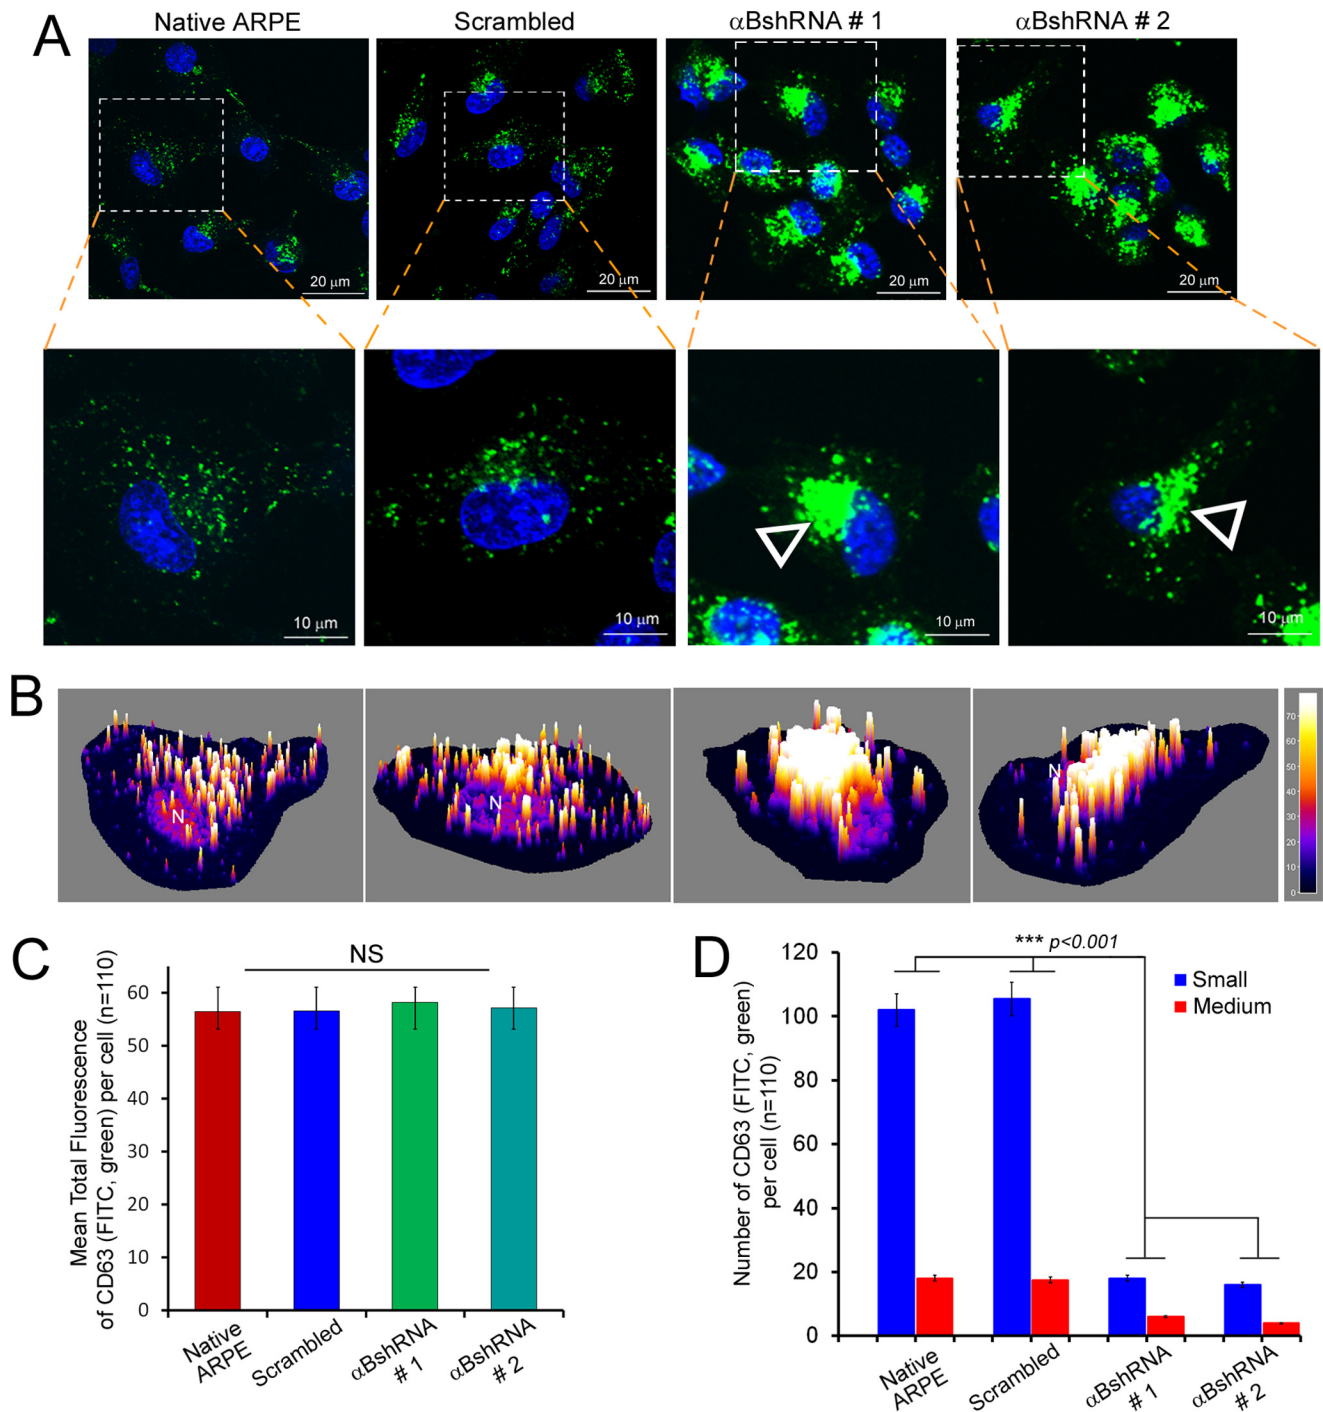 A
Native ARPE
Scrambled
αBshRNA # 1
αBshRNA # 2
20 μm
20 μm
20 μm
20 μm
10 μm
10 μm
10 μm
10 μm
B
N
N
N
70
60
50
40
30
20
10
0
C
NS
Mean Total Fluorescence
of CD63 (FITC, green) per cell (n=110)
60
50
40
30
20
10
0
Native
ARPE
Scrambled
αBshRNA
# 1
αBshRNA
# 2
D
*** p<0.001
Small
Medium
Number of CD63 (FITC, green)
per cell (n=110)
120
100
80
60
40
20
0
Native
ARPE
Scrambled
αBshRNA
# 1
αBshRNA
# 2